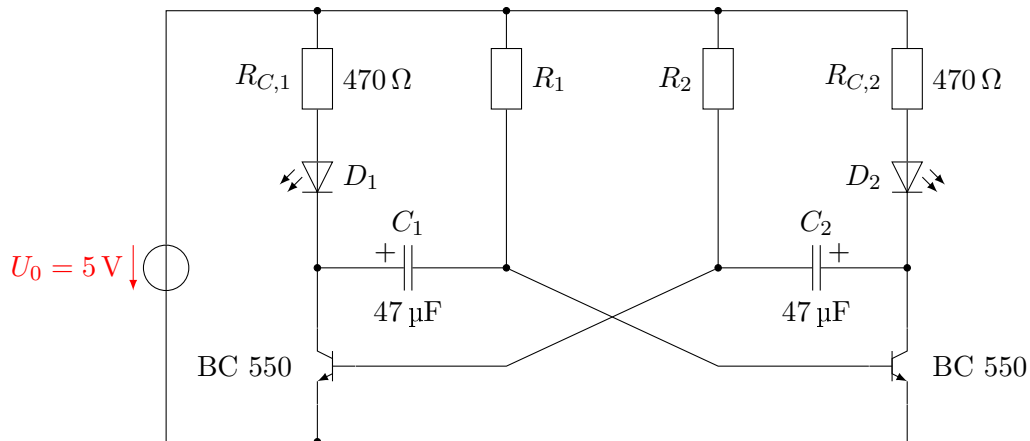 R_{C,1}
470 Ω
R_1
R_2
R_{C,2}
470 Ω
D_1
D_2
C_1
C_2
+
+
U_0 = 5 V
47 µF
47 µF
BC 550
BC 550